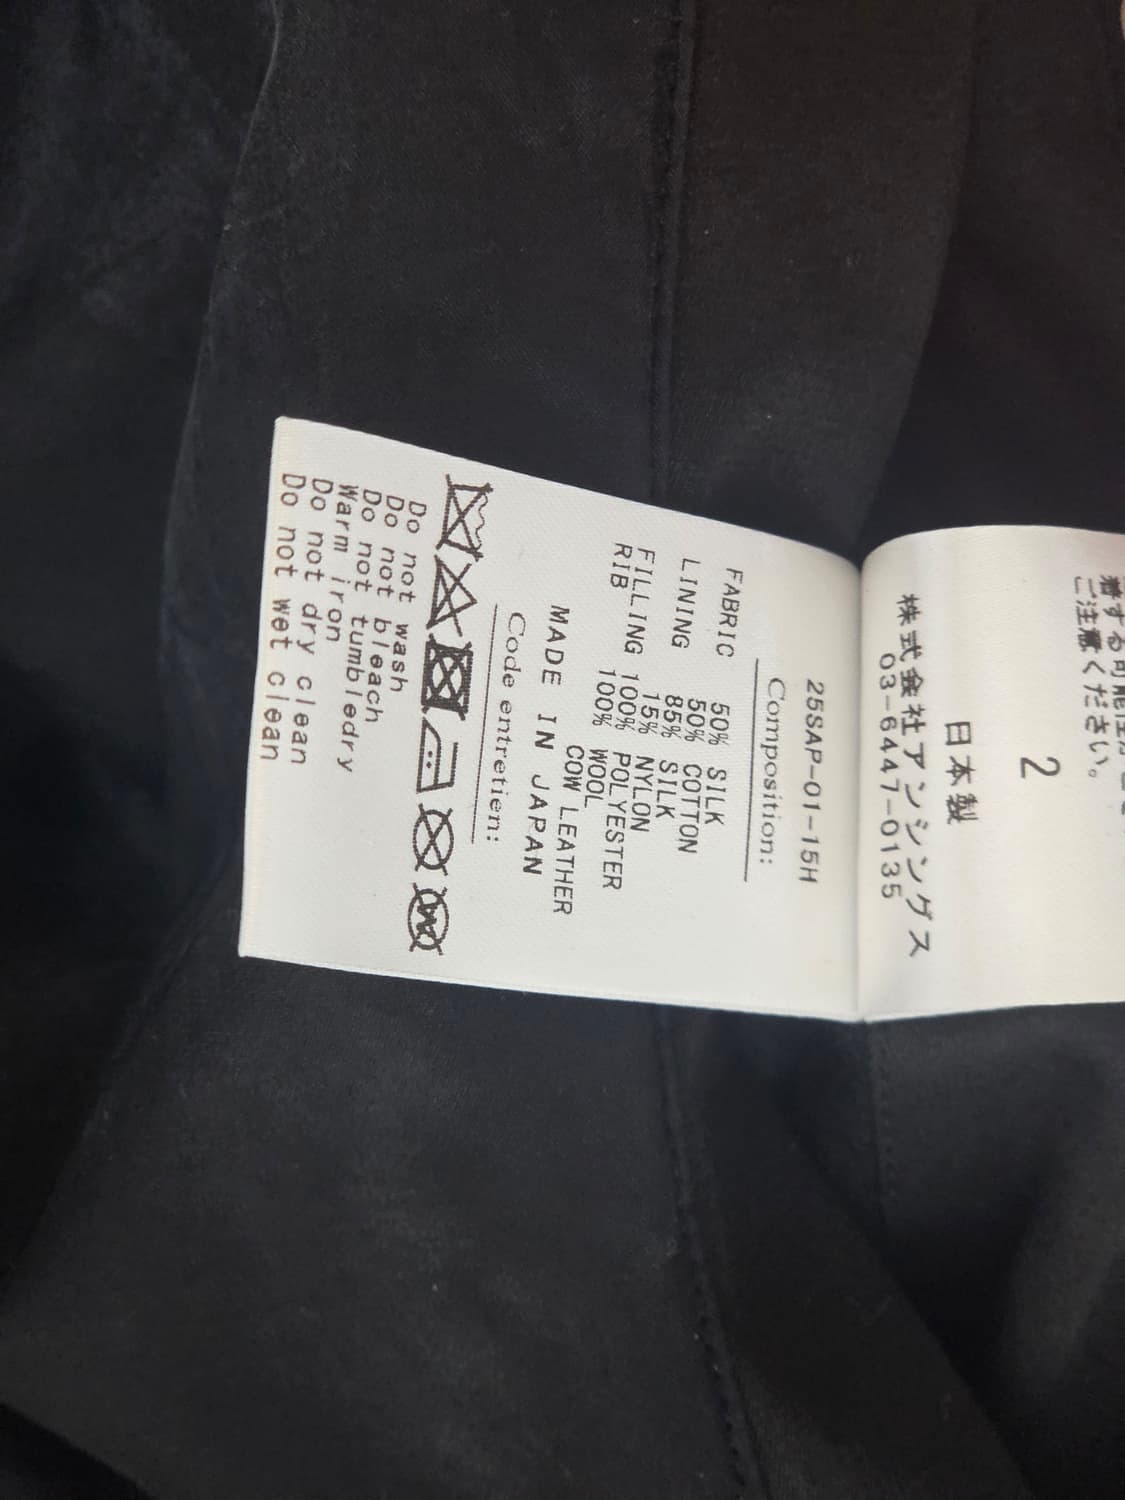 ご注意ください。
2
日本製
株式会社アンシングス
03-6447-0135
25SAP-01-15H
Composition:
FABRIC 50% SILK
50% COTTON
LINING 85% SILK
15% NYLON
FILLING 100% POLYESTER
RIB 100% WOOL
COW LEATHER
MADE IN JAPAN
Code entretien:
W
Do not wash
Do not bleach
Do not tumbledry
Warm iron
Do not dry clean
Do not wet clean